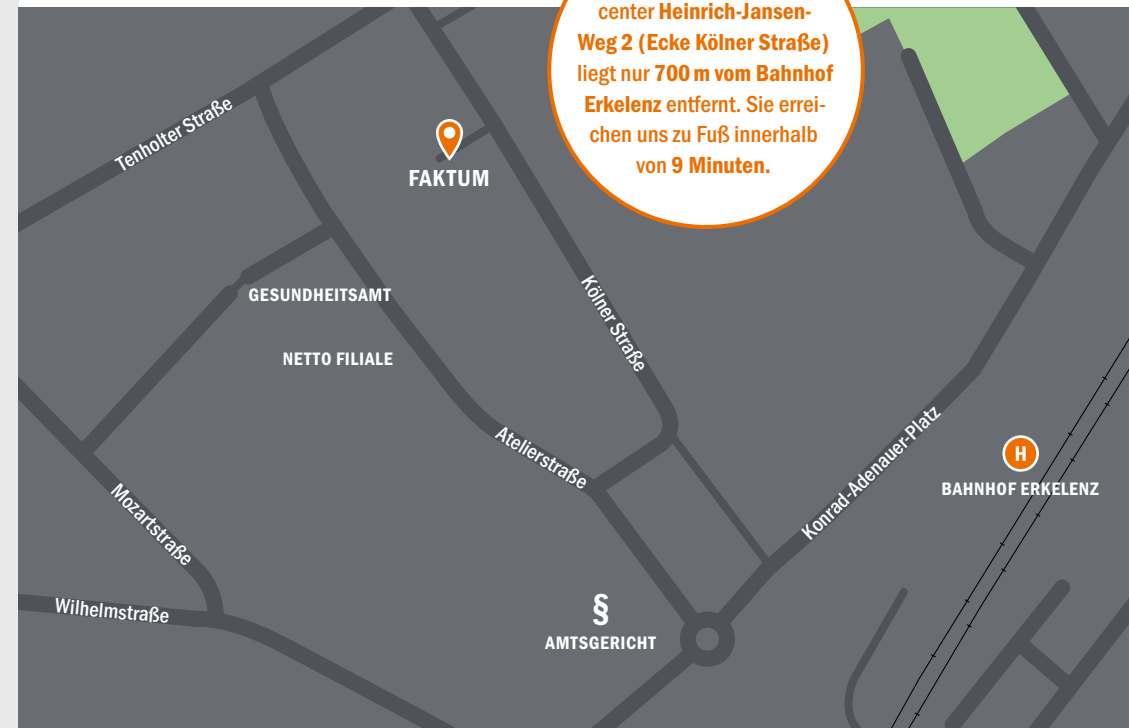 center Heinrich-Jansen-
Weg 2 (Ecke Kölner Straße)
liegt nur 700 m vom Bahnhof
Erkelenz entfernt. Sie errei-
chen uns zu Fuß innerhalb
von 9 Minuten.
Tenholter Straße
FAKTUM
GESUNDHEITSAMT
Kölner Straße
NETTO FILIALE
Atelierstraße
Konrad-Adenauer-Platz
H
BAHNHOF ERKELENZ
Mozartstraße
Wilhelmstraße
§
AMTSGERICHT